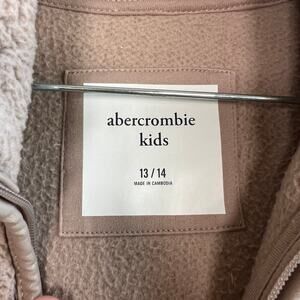 abercrombie
kids
13 / 14
MADE IN CAMBODIA